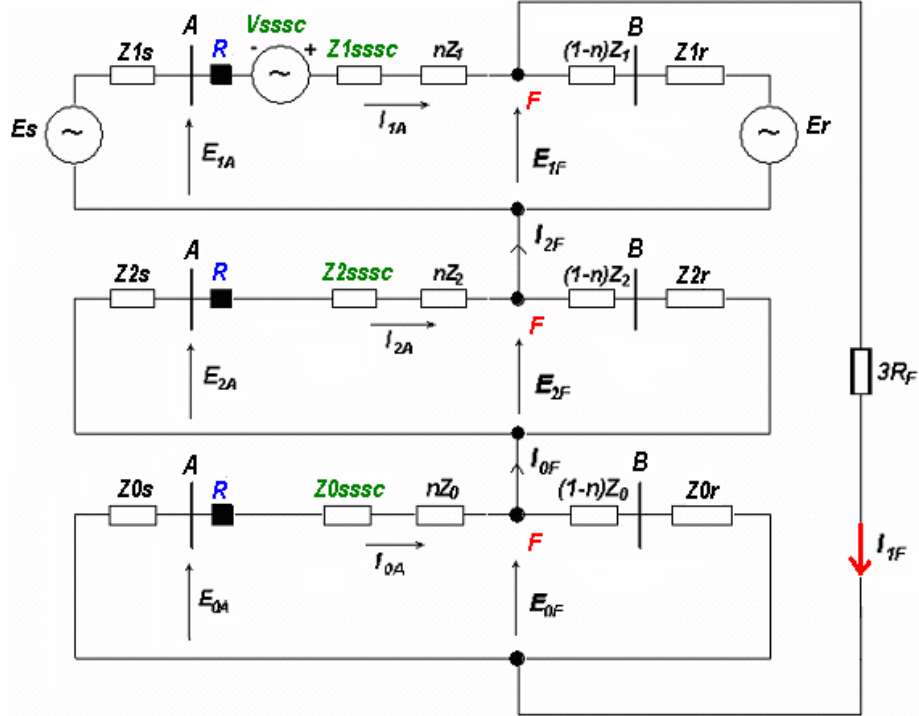 Vsssc
A
B
Z1s
R
-
+
Z1sssc
nZ1
(1-n)Z1
Z1r
~
I1A
F
Es
~
~
Er
E1A
E1F
I2F
A
B
Z2s
R
Z2sssc
nZ2
(1-n)Z2
Z2r
I2A
F
E2A
E2F
3RF
I0F
A
B
Z0s
R
Z0sssc
nZ0
(1-n)Z0
Z0r
I0A
F
I1F
E0A
E0F